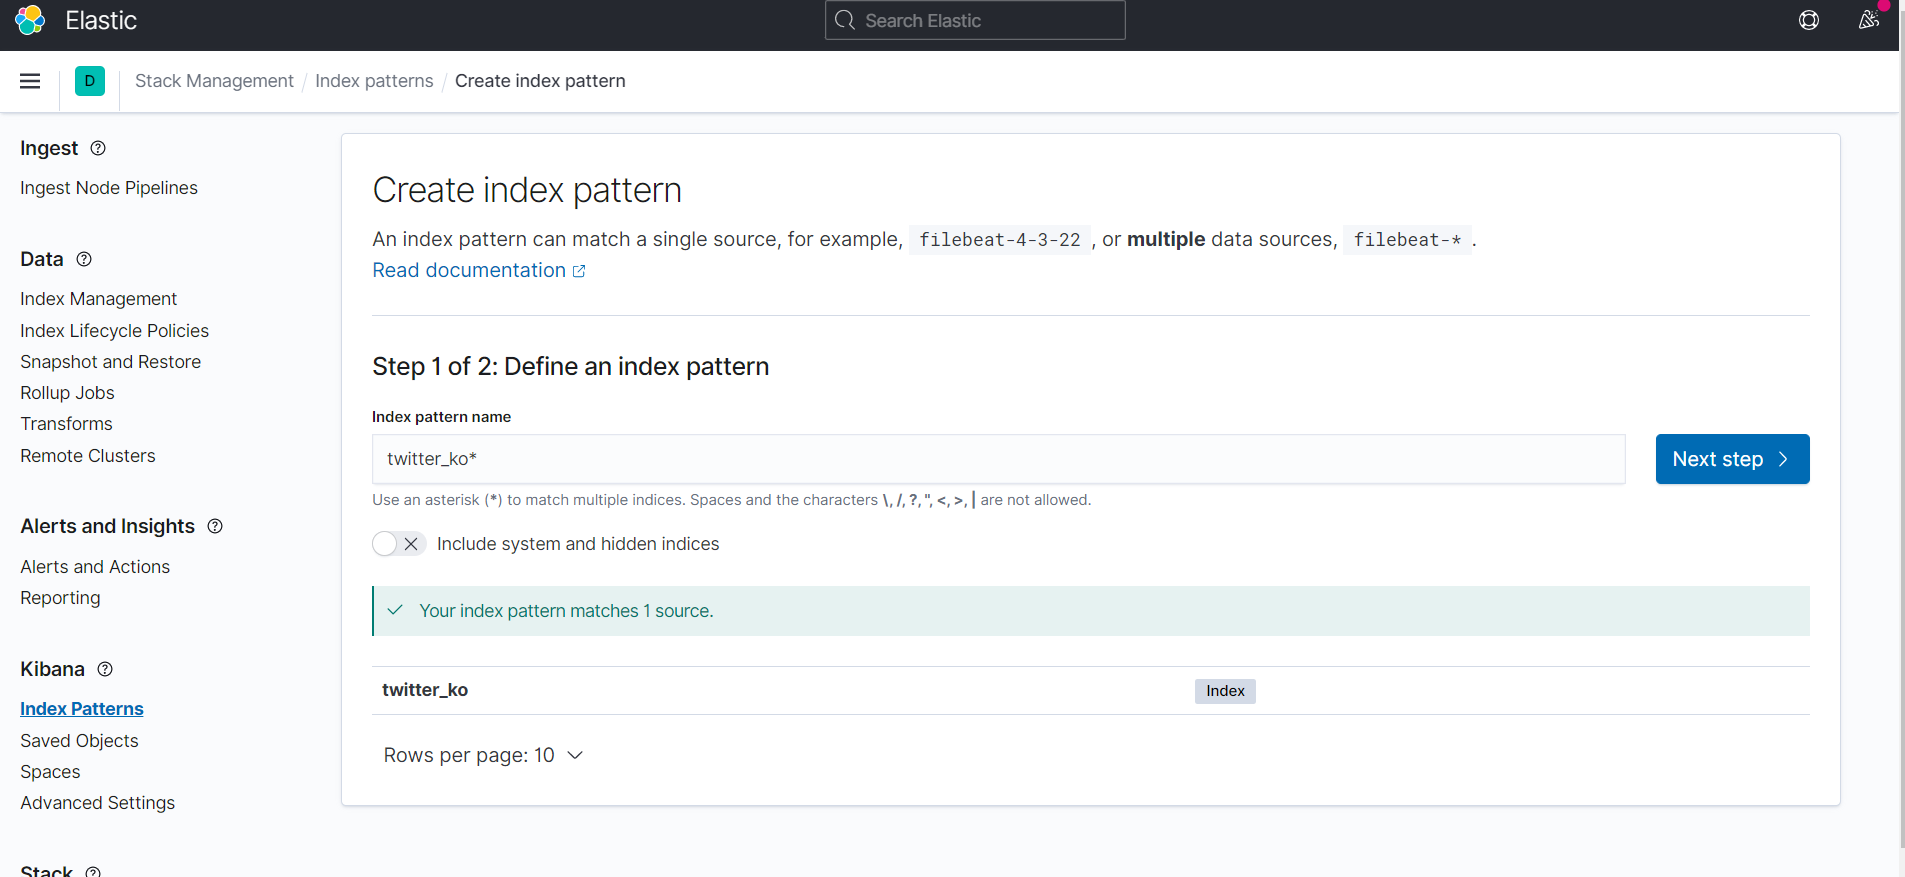 Elastic
Search Elastic
D
Stack Management / Index patterns / Create index pattern
Ingest
Ingest Node Pipelines
Data
Index Management
Index Lifecycle Policies
Snapshot and Restore
Rollup Jobs
Transforms
Remote Clusters
Alerts and Insights
Alerts and Actions
Reporting
Kibana
Index Patterns
Saved Objects
Spaces
Advanced Settings
Stack
Create index pattern
An index pattern can match a single source, for example, filebeat-4-3-22 , or multiple data sources, filebeat-* .
Read documentation
Step 1 of 2: Define an index pattern
Index pattern name
twitter_ko*
Next step
Use an asterisk (*) to match multiple indices. Spaces and the characters \, /, ?, ", <, >, | are not allowed.
Include system and hidden indices
Your index pattern matches 1 source.
twitter_ko Index
Rows per page: 10